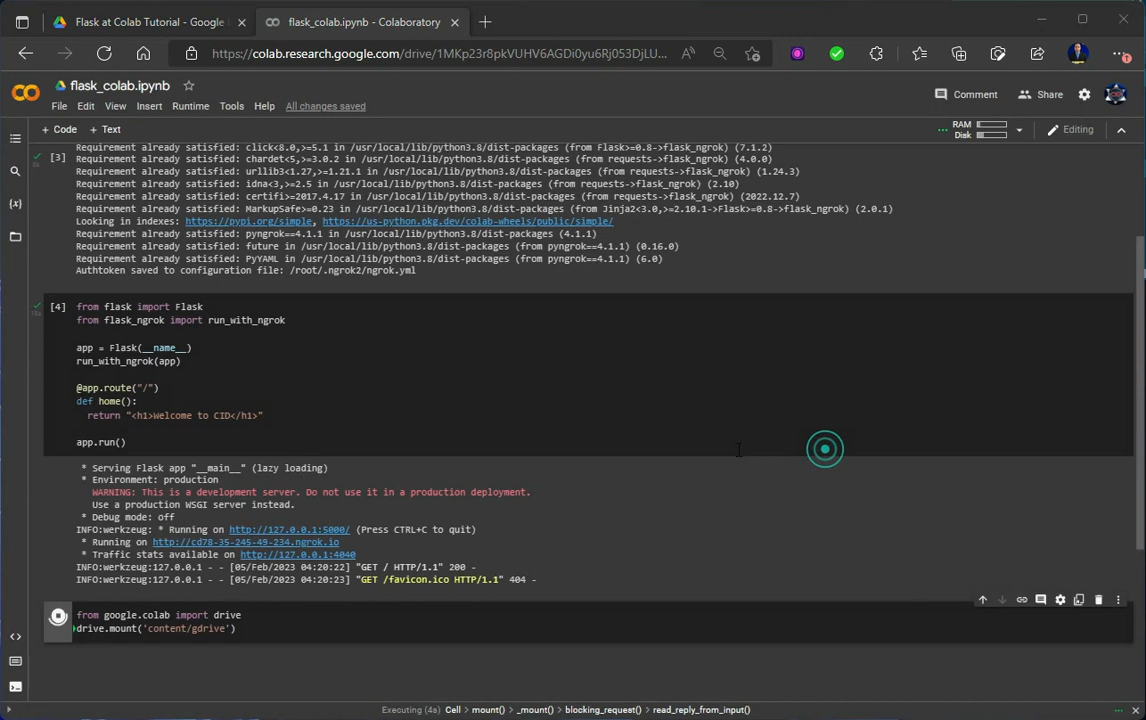 Flask at Colab Tutorial - Google
flask_colab.ipynb - Colaboratory
https://colab.research.google.com/drive/1MKp23r8pkVUHV6AGDi0yu6Rj053DjLU...
flask_colab.ipynb
File Edit View Insert Runtime Tools Help All changes saved
Comment Share
+ Code + Text
RAM
Disk
Editing
Requirement already satisfied: click<8.0,>=5.1 in /usr/local/lib/python3.8/dist-packages (from Flask>=0.8->flask_ngrok) (7.1.2)
[3] Requirement already satisfied: chardet<5,>=3.0.2 in /usr/local/lib/python3.8/dist-packages (from requests->flask_ngrok) (4.0.0)
Requirement already satisfied: urllib3<1.27,>=1.21.1 in /usr/local/lib/python3.8/dist-packages (from requests->flask_ngrok) (1.24.3)
Requirement already satisfied: idna<3,>=2.5 in /usr/local/lib/python3.8/dist-packages (from requests->flask_ngrok) (2.10)
Requirement already satisfied: certifi>=2017.4.17 in /usr/local/lib/python3.8/dist-packages (from requests->flask_ngrok) (2022.12.7)
Requirement already satisfied: MarkupSafe>=0.23 in /usr/local/lib/python3.8/dist-packages (from Jinja2<3.0,>=2.10.1->Flask>=0.8->flask_ngrok) (2.0.1)
Looking in indexes: https://pypi.org/simple, https://us-python.pkg.dev/colab-wheels/public/simple/
Requirement already satisfied: pyngrok==4.1.1 in /usr/local/lib/python3.8/dist-packages (4.1.1)
Requirement already satisfied: future in /usr/local/lib/python3.8/dist-packages (from pyngrok==4.1.1) (0.16.0)
Requirement already satisfied: PyYAML in /usr/local/lib/python3.8/dist-packages (from pyngrok==4.1.1) (6.0)
Authtoken saved to configuration file: /root/.ngrok2/ngrok.yml
[4] from flask import Flask
from flask_ngrok import run_with_ngrok
app = Flask(__name__)
run_with_ngrok(app)
@app.route("/")
def home():
return "<h1>Welcome to CID</h1>"
app.run()
* Serving Flask app "__main__" (lazy loading)
* Environment: production
WARNING: This is a development server. Do not use it in a production deployment.
Use a production WSGI server instead.
* Debug mode: off
INFO:werkzeug: * Running on http://127.0.0.1:5000/ (Press CTRL+C to quit)
* Running on http://cd78-35-245-49-234.ngrok.io
* Traffic stats available on http://127.0.0.1:4040
INFO:werkzeug:127.0.0.1 - - [05/Feb/2023 04:20:22] "GET / HTTP/1.1" 200 -
INFO:werkzeug:127.0.0.1 - - [05/Feb/2023 04:20:23] "GET /favicon.ico HTTP/1.1" 404 -
from google.colab import drive
drive.mount('content/gdrive')
Executing (4s) Cell > mount() > _mount() > blocking_request() > read_reply_from_input()